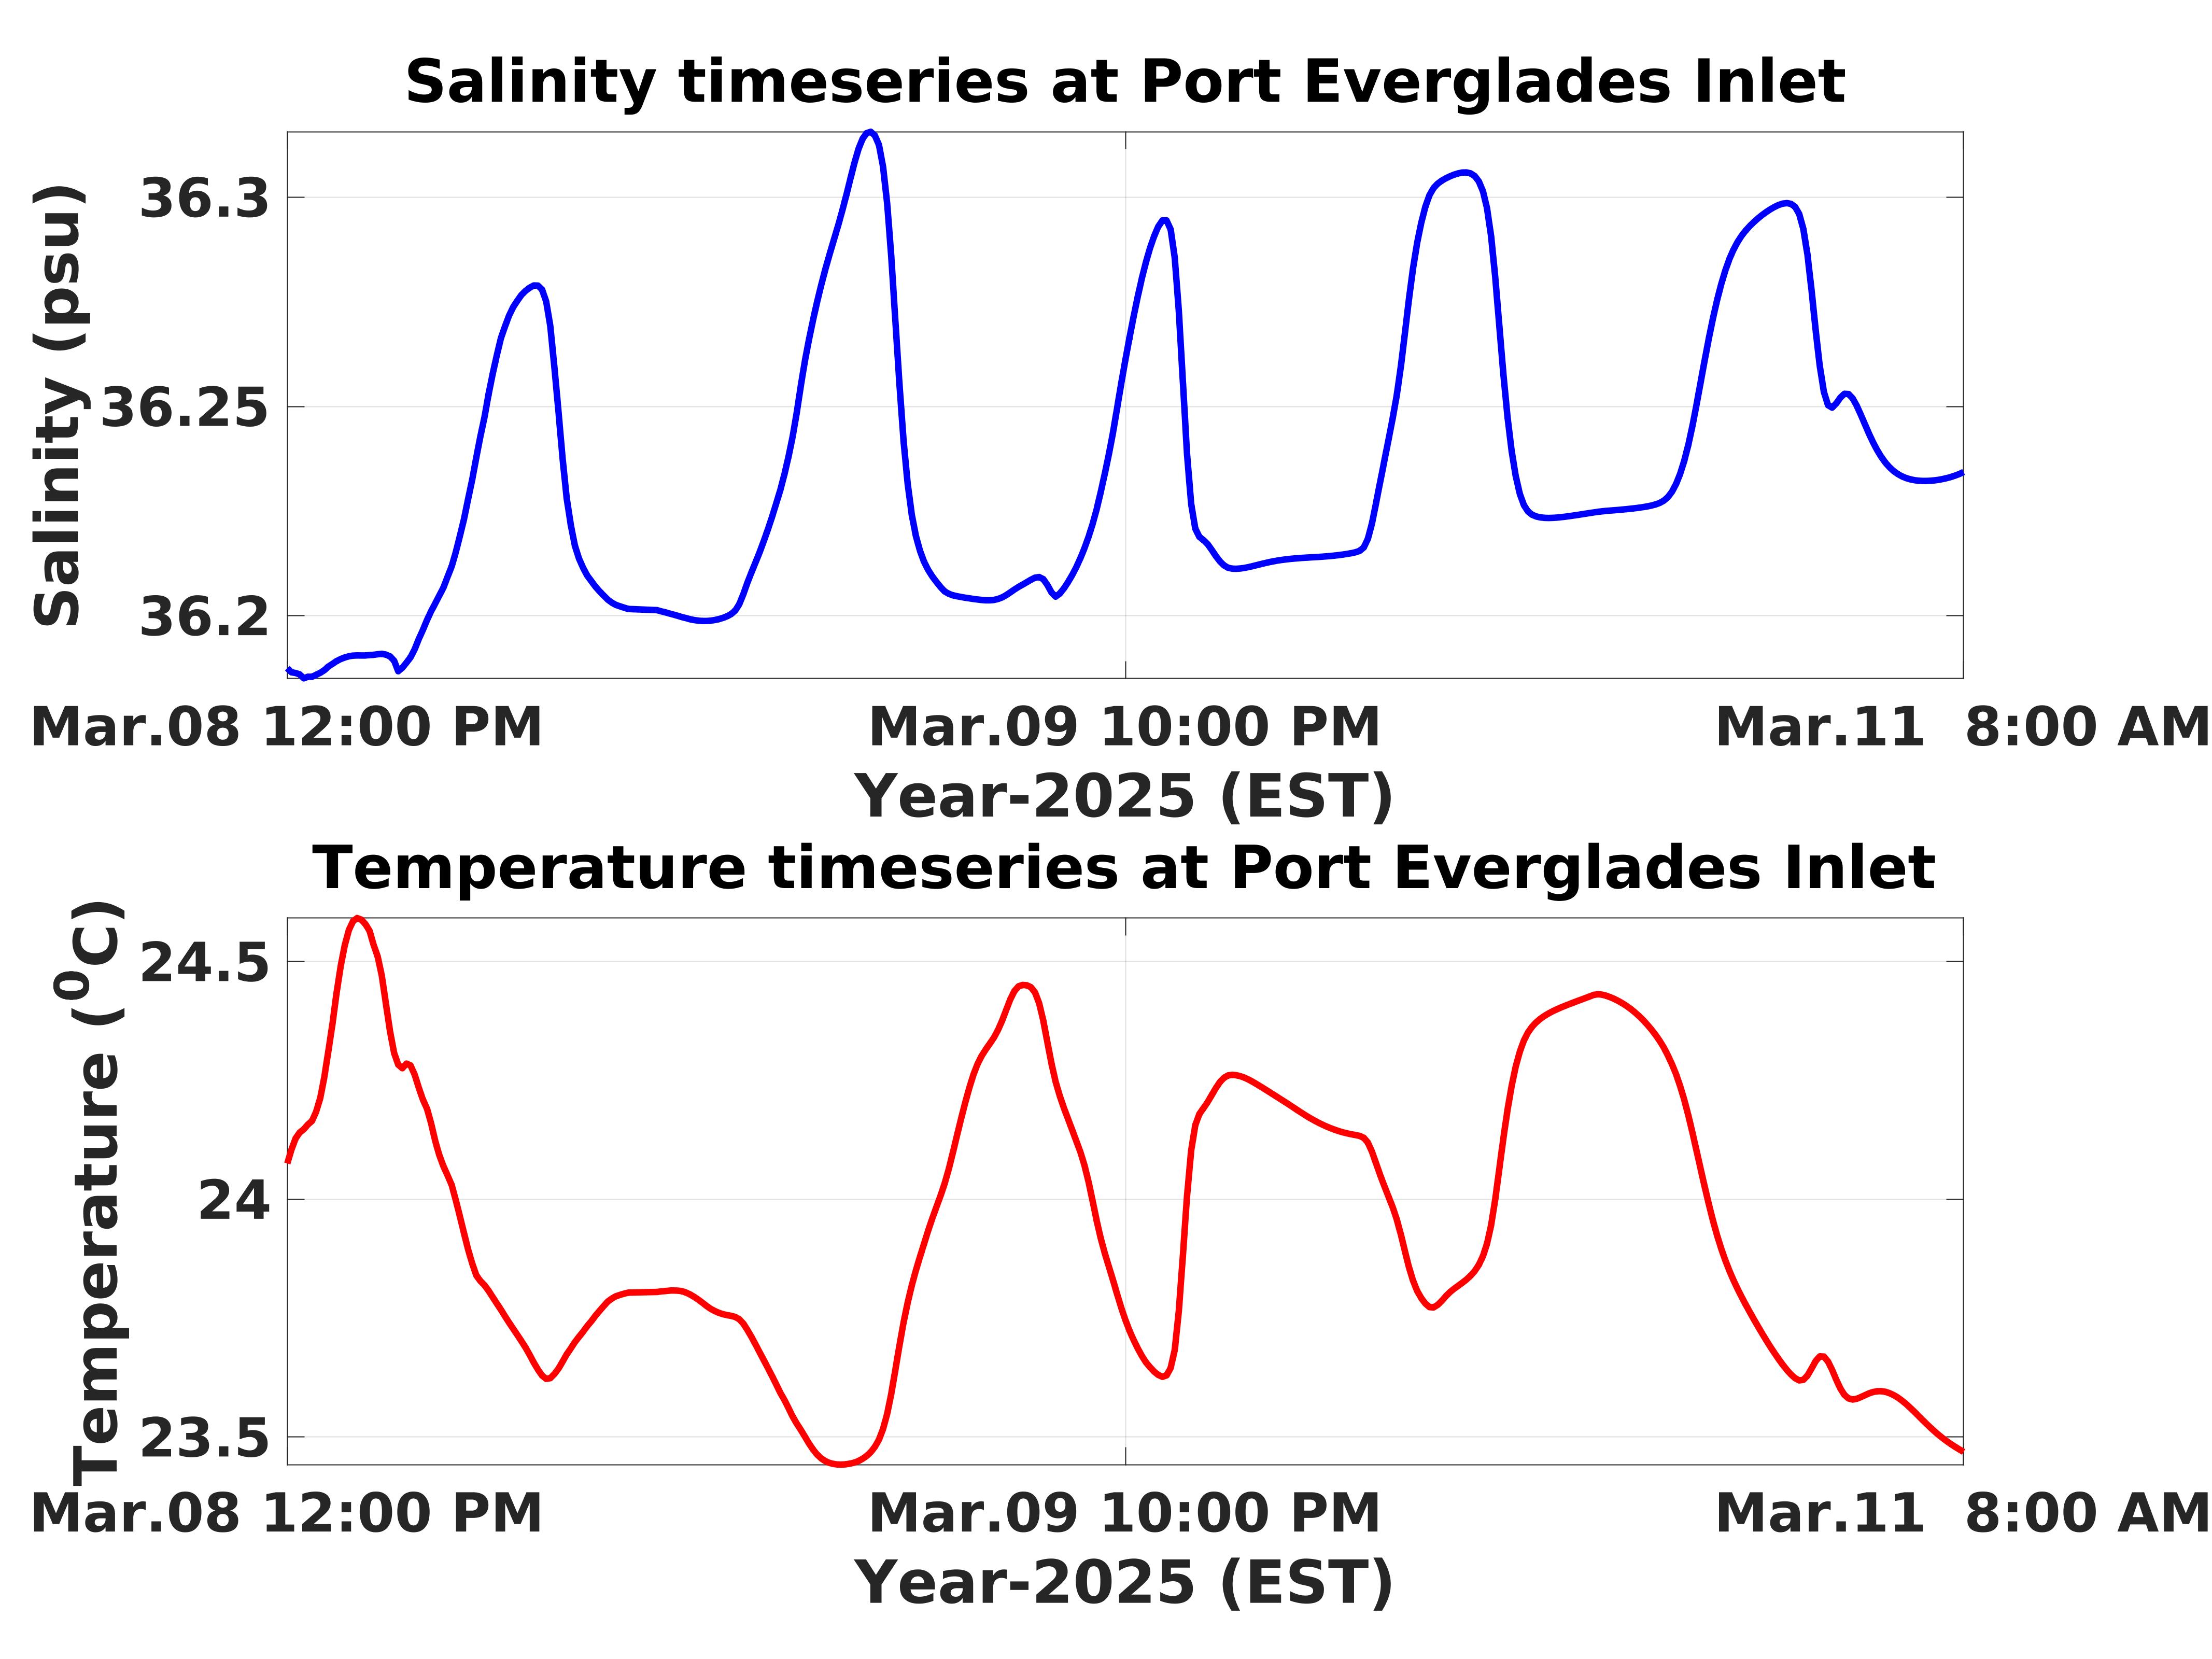 Salinity timeseries at Port Everglades Inlet
Salinity (psu)
36.3
36.25
36.2
Mar.08 12:00 PM Mar.09 10:00 PM Mar.11  8:00 AM
Year-2025 (EST)
Temperature timeseries at Port Everglades Inlet
Temperature (⁰C)
24.5
24
23.5
Mar.08 12:00 PM Mar.09 10:00 PM Mar.11  8:00 AM
Year-2025 (EST)